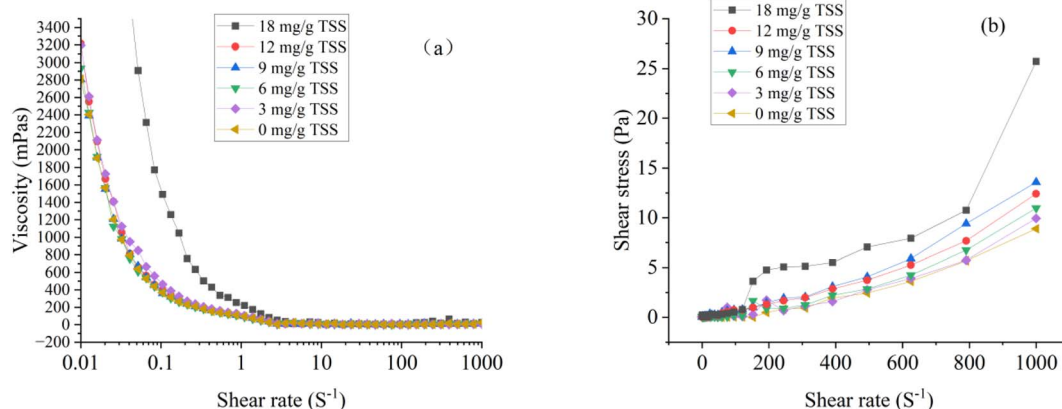 3400
3200
3000
2800
2600
2400
2200
2000
1800
1600
1400
1200
1000
800
600
400
200
0
−200
Viscosity (mPas)
0.01
0.1
1
10
100
1000
Shear rate (S⁻¹)
18 mg/g TSS
12 mg/g TSS
9 mg/g TSS
6 mg/g TSS
3 mg/g TSS
0 mg/g TSS
（a）
30
25
20
15
10
5
0
Shear stress (Pa)
0
200
400
600
800
1000
Shear rate (S⁻¹)
18 mg/g TSS
12 mg/g TSS
9 mg/g TSS
6 mg/g TSS
3 mg/g TSS
0 mg/g TSS
(b)